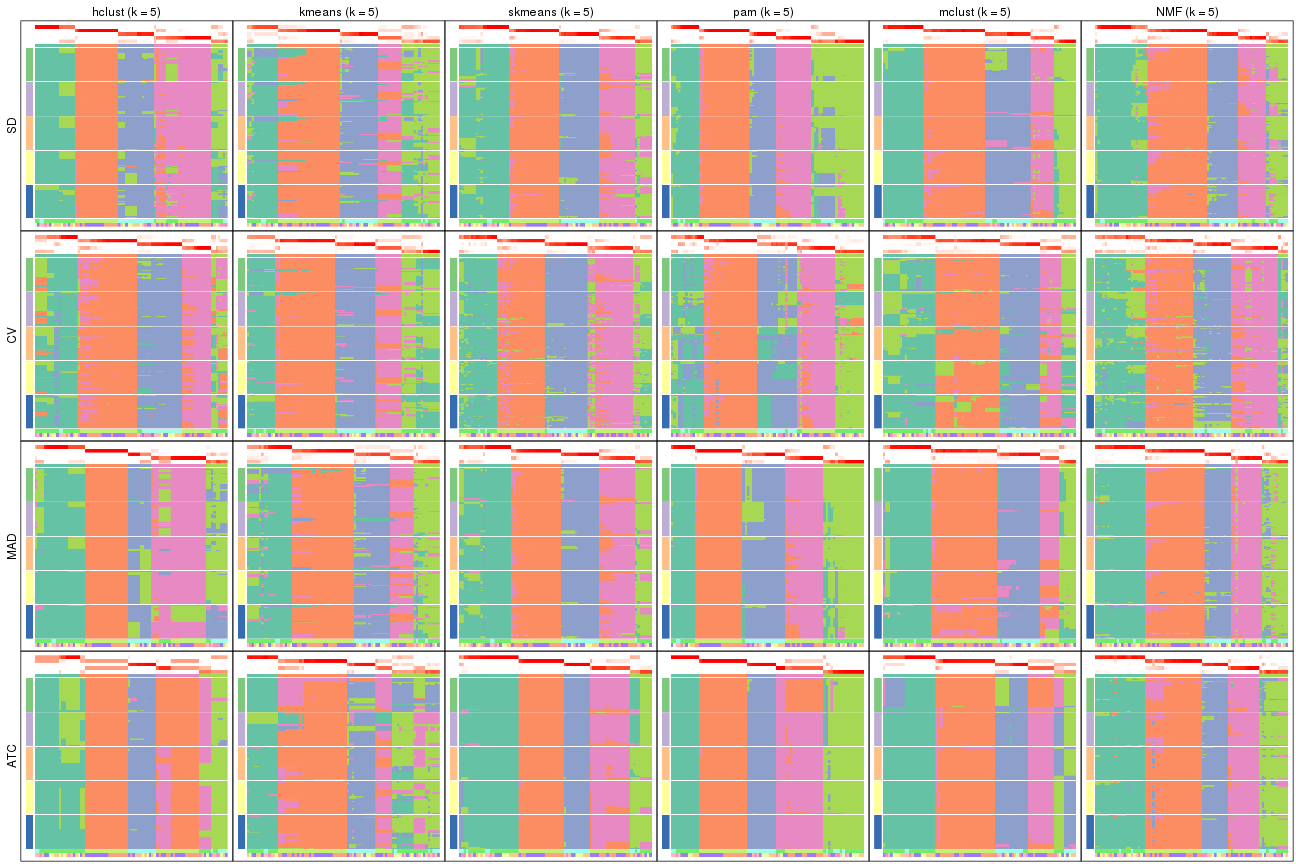 hclust (k = 5) kmeans (k = 5) skmeans (k = 5) pam (k = 5) mclust (k = 5) NMF (k = 5)
SD
CV
MAD
ATC